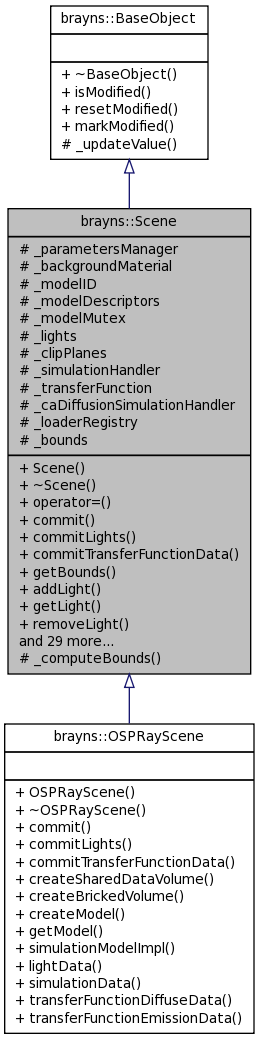 brayns::BaseObject
+ ~BaseObject()
+ isModified()
+ resetModified()
+ markModified()
# _updateValue()
brayns::Scene
# _parametersManager
# _backgroundMaterial
# _modelID
# _modelDescriptors
# _modelMutex
# _lights
# _clipPlanes
# _simulationHandler
# _transferFunction
# _caDiffusionSimulationHandler
# _loaderRegistry
# _bounds
+ Scene()
+ ~Scene()
+ operator=()
+ commit()
+ commitLights()
+ commitTransferFunctionData()
+ getBounds()
+ addLight()
+ getLight()
+ removeLight()
and 29 more...
# _computeBounds()
brayns::OSPRayScene
+ OSPRayScene()
+ ~OSPRayScene()
+ commit()
+ commitLights()
+ commitTransferFunctionData()
+ createSharedDataVolume()
+ createBrickedVolume()
+ createModel()
+ getModel()
+ simulationModelImpl()
+ lightData()
+ simulationData()
+ transferFunctionDiffuseData()
+ transferFunctionEmissionData()